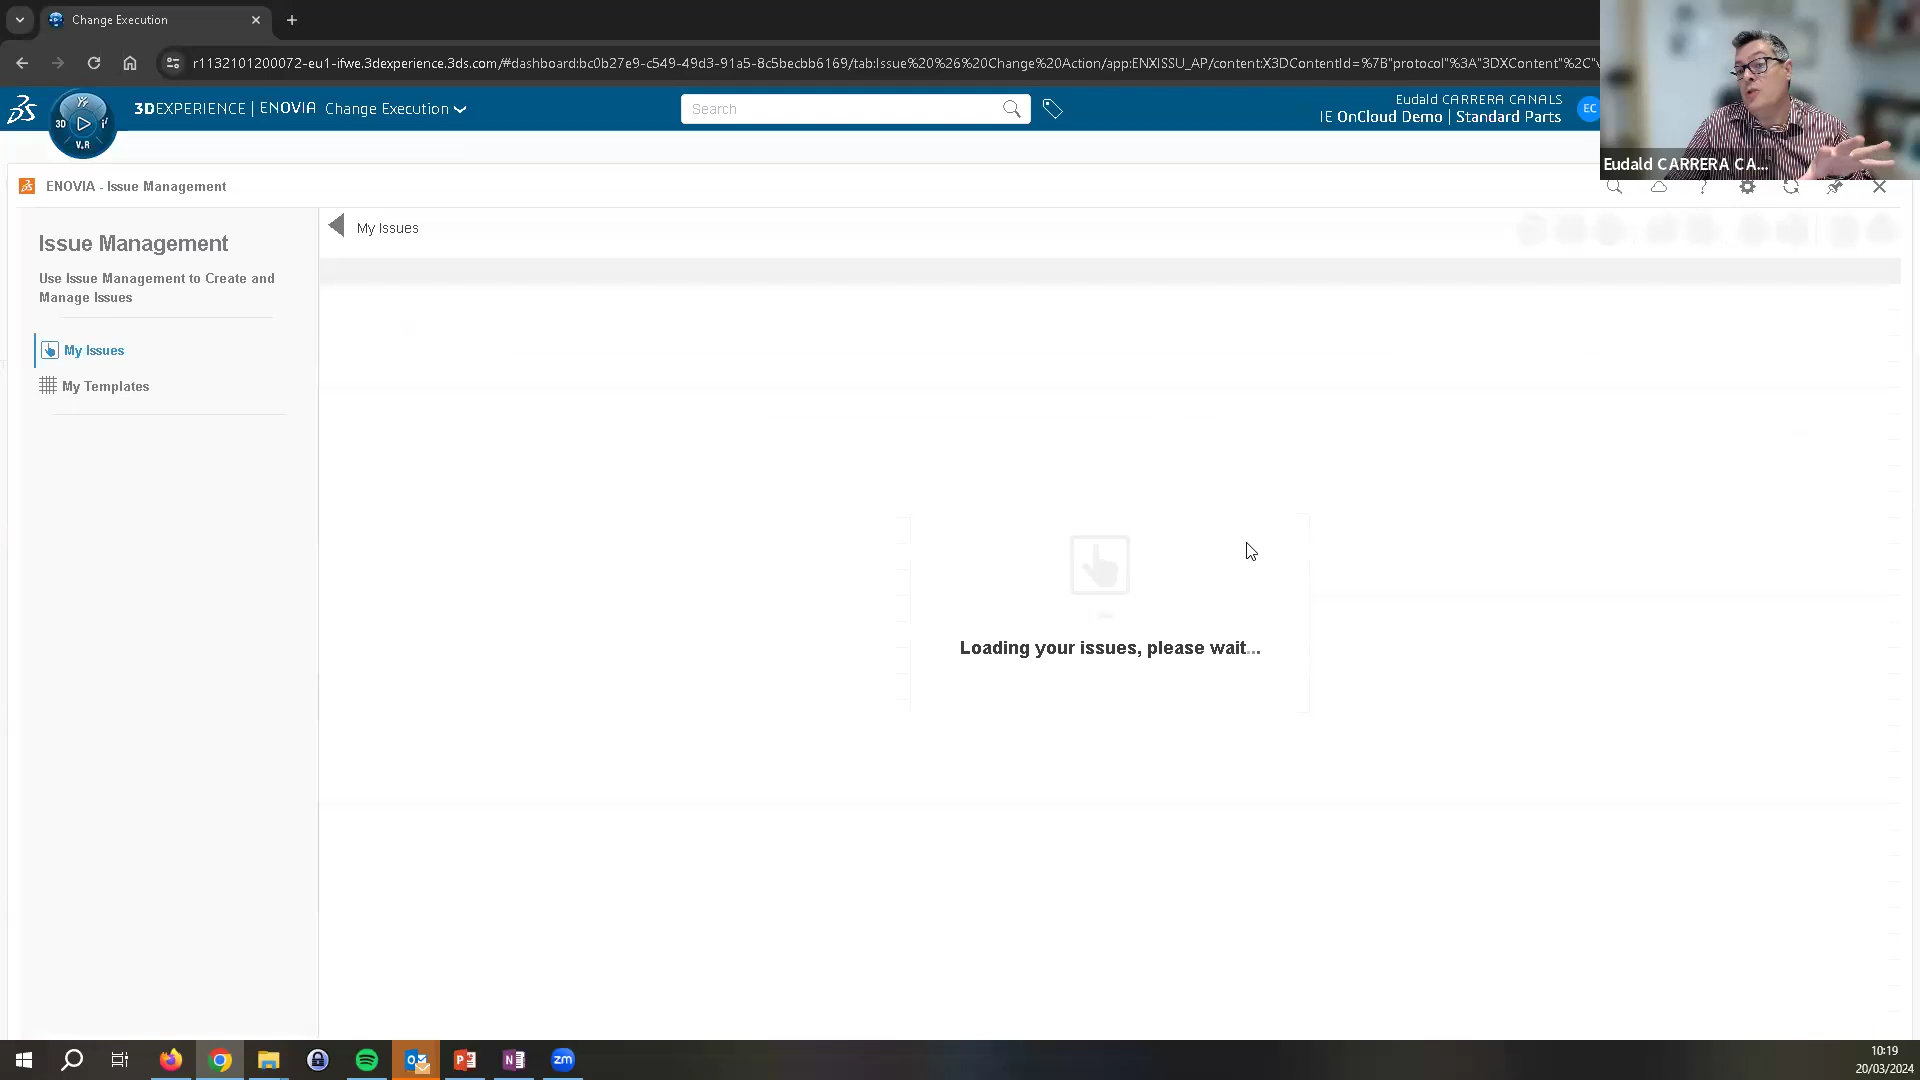 Change Execution
r1132101200072-eu1-ifwe.3dexperience.3ds.com/#dashboard:bc0b27e9-c549-49d3-91a5-8c5becbb6169/tab:Issue%20%26%20Change%20Action/app:ENXISSU_AP/content:X3DContentId=%7B"protocol"%3A"3DXContent"%2C"v
3DEXPERIENCE | ENOVIA Change Execution
Search
Eudald CARRERA CANALS
IE OnCloud Demo | Standard Parts
EC
3D
V.R
Eudald CARRERA CA...
ENOVIA - Issue Management
Issue Management
Use Issue Management to Create and
Manage Issues
My Issues
My Templates
My Issues
Loading your issues, please wait...
zm
10:19
20/03/2024